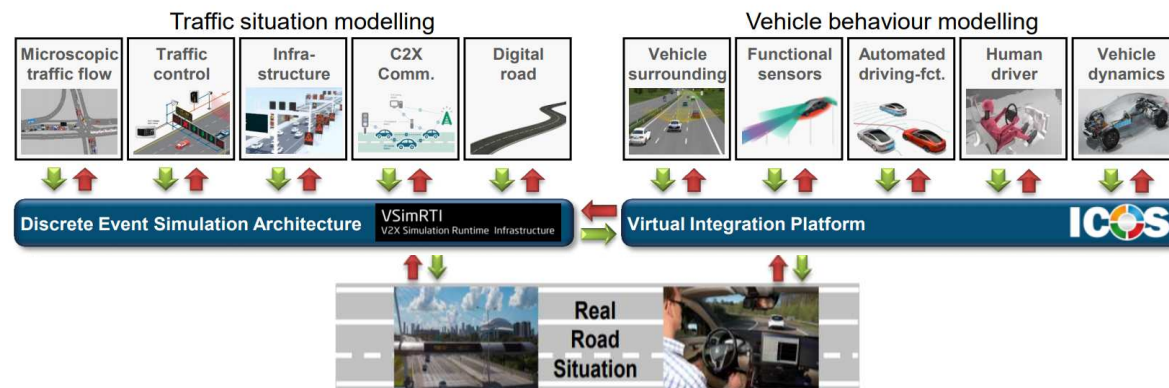 Traffic situation modelling
Vehicle behaviour modelling
Microscopic
traffic flow
Traffic
control
Infra-
structure
C2X
Comm.
Digital
road
Vehicle
surrounding
Functional
sensors
Automated
driving-fct.
Human
driver
Vehicle
dynamics
Discrete Event Simulation Architecture
VSimRTI
V2X Simulation Runtime Infrastructure
Virtual Integration Platform
ICOS
Real
Road
Situation